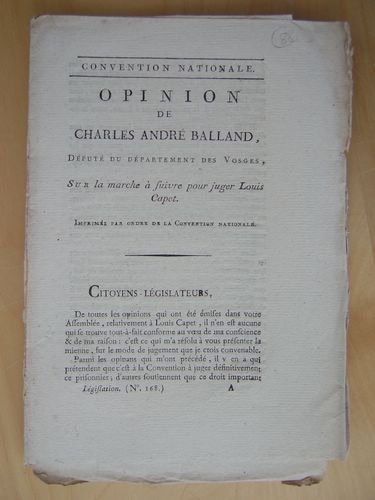 CONVENTION NATIONALE.
OPINION
DE
CHARLES ANDRÉ BALLAND,
DÉPUTÉ DU DÉPARTEMENT DES VOSGES,
SUR la marche à suivre pour juger Louis
Capet.
IMPRIMÉE PAR ORDRE DE LA CONVENTION NATIONALE.
CITOYENS-LÉGISLATEURS,
De toutes les opinions qui ont été émises dans votre
Assemblée, relativement à Louis Capet, il n'en est aucune
qui se trouve tout-à-fait conforme au vœu de ma conscience
& de ma raison: c'est ce qui m'a résolu à vous présenter la
mienne, sur le mode de jugement que je crois convenable.
Parmi les opinans qui m'ont précédé, il y en a qui
prétendent que c'est à la Convention à juger définitivement
ce prisonnier, d'autres soutiennent que ce droit important
Législation. (N°. 168.) A